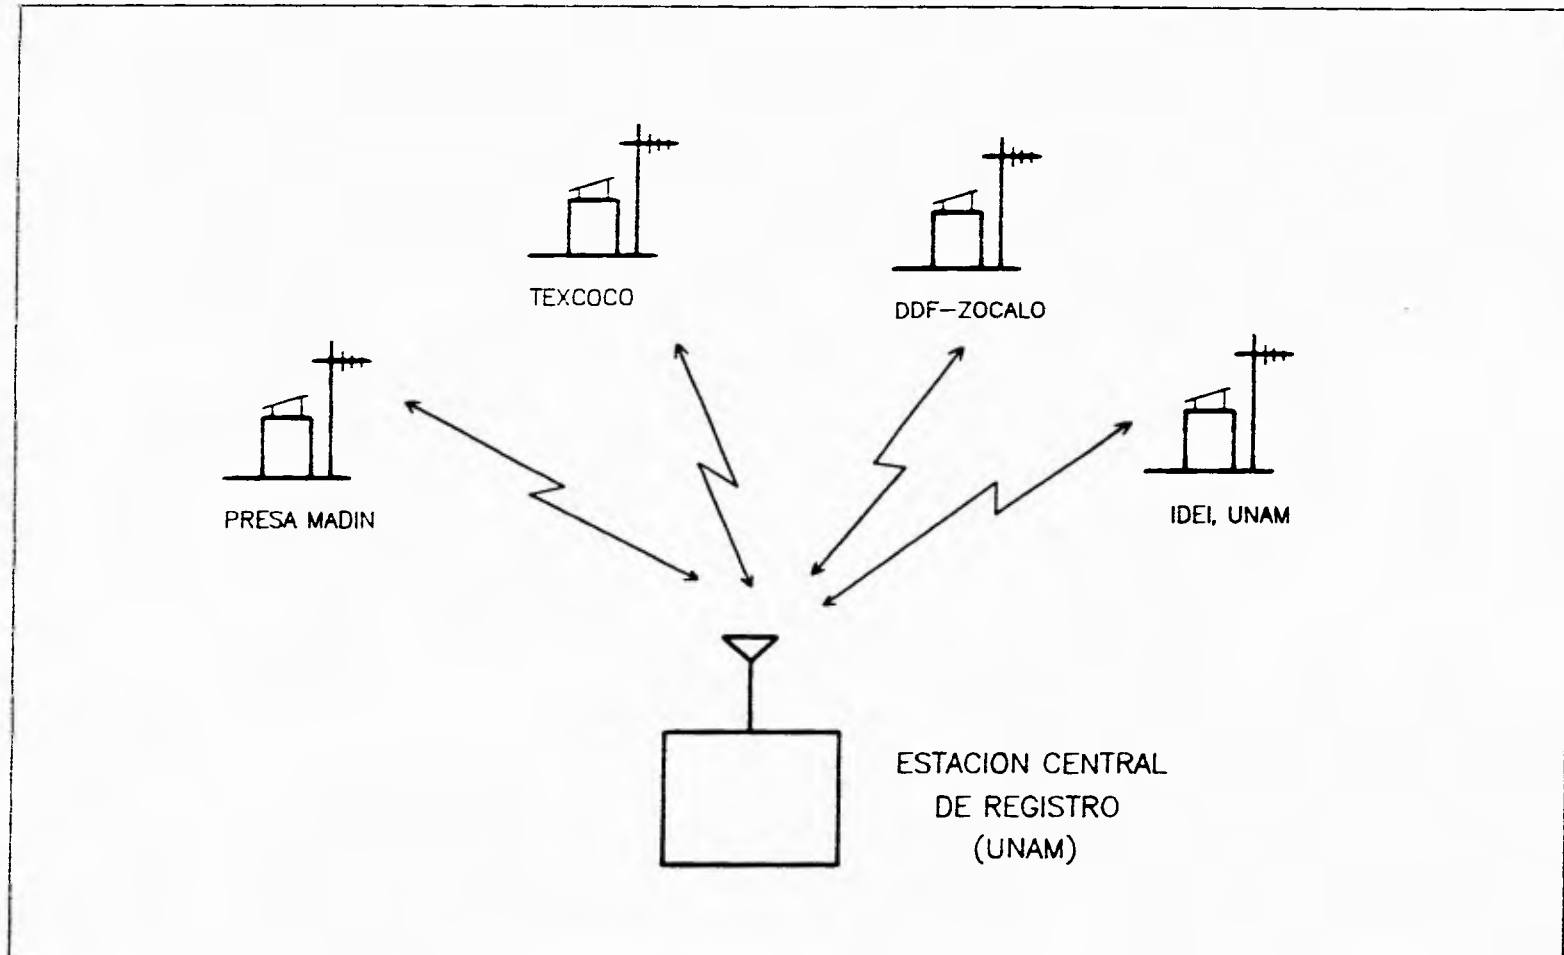 TEXCOCO
DDF-ZOCALO
PRESA MADIN
IDEI, UNAM
ESTACION CENTRAL
DE REGISTRO
(UNAM)